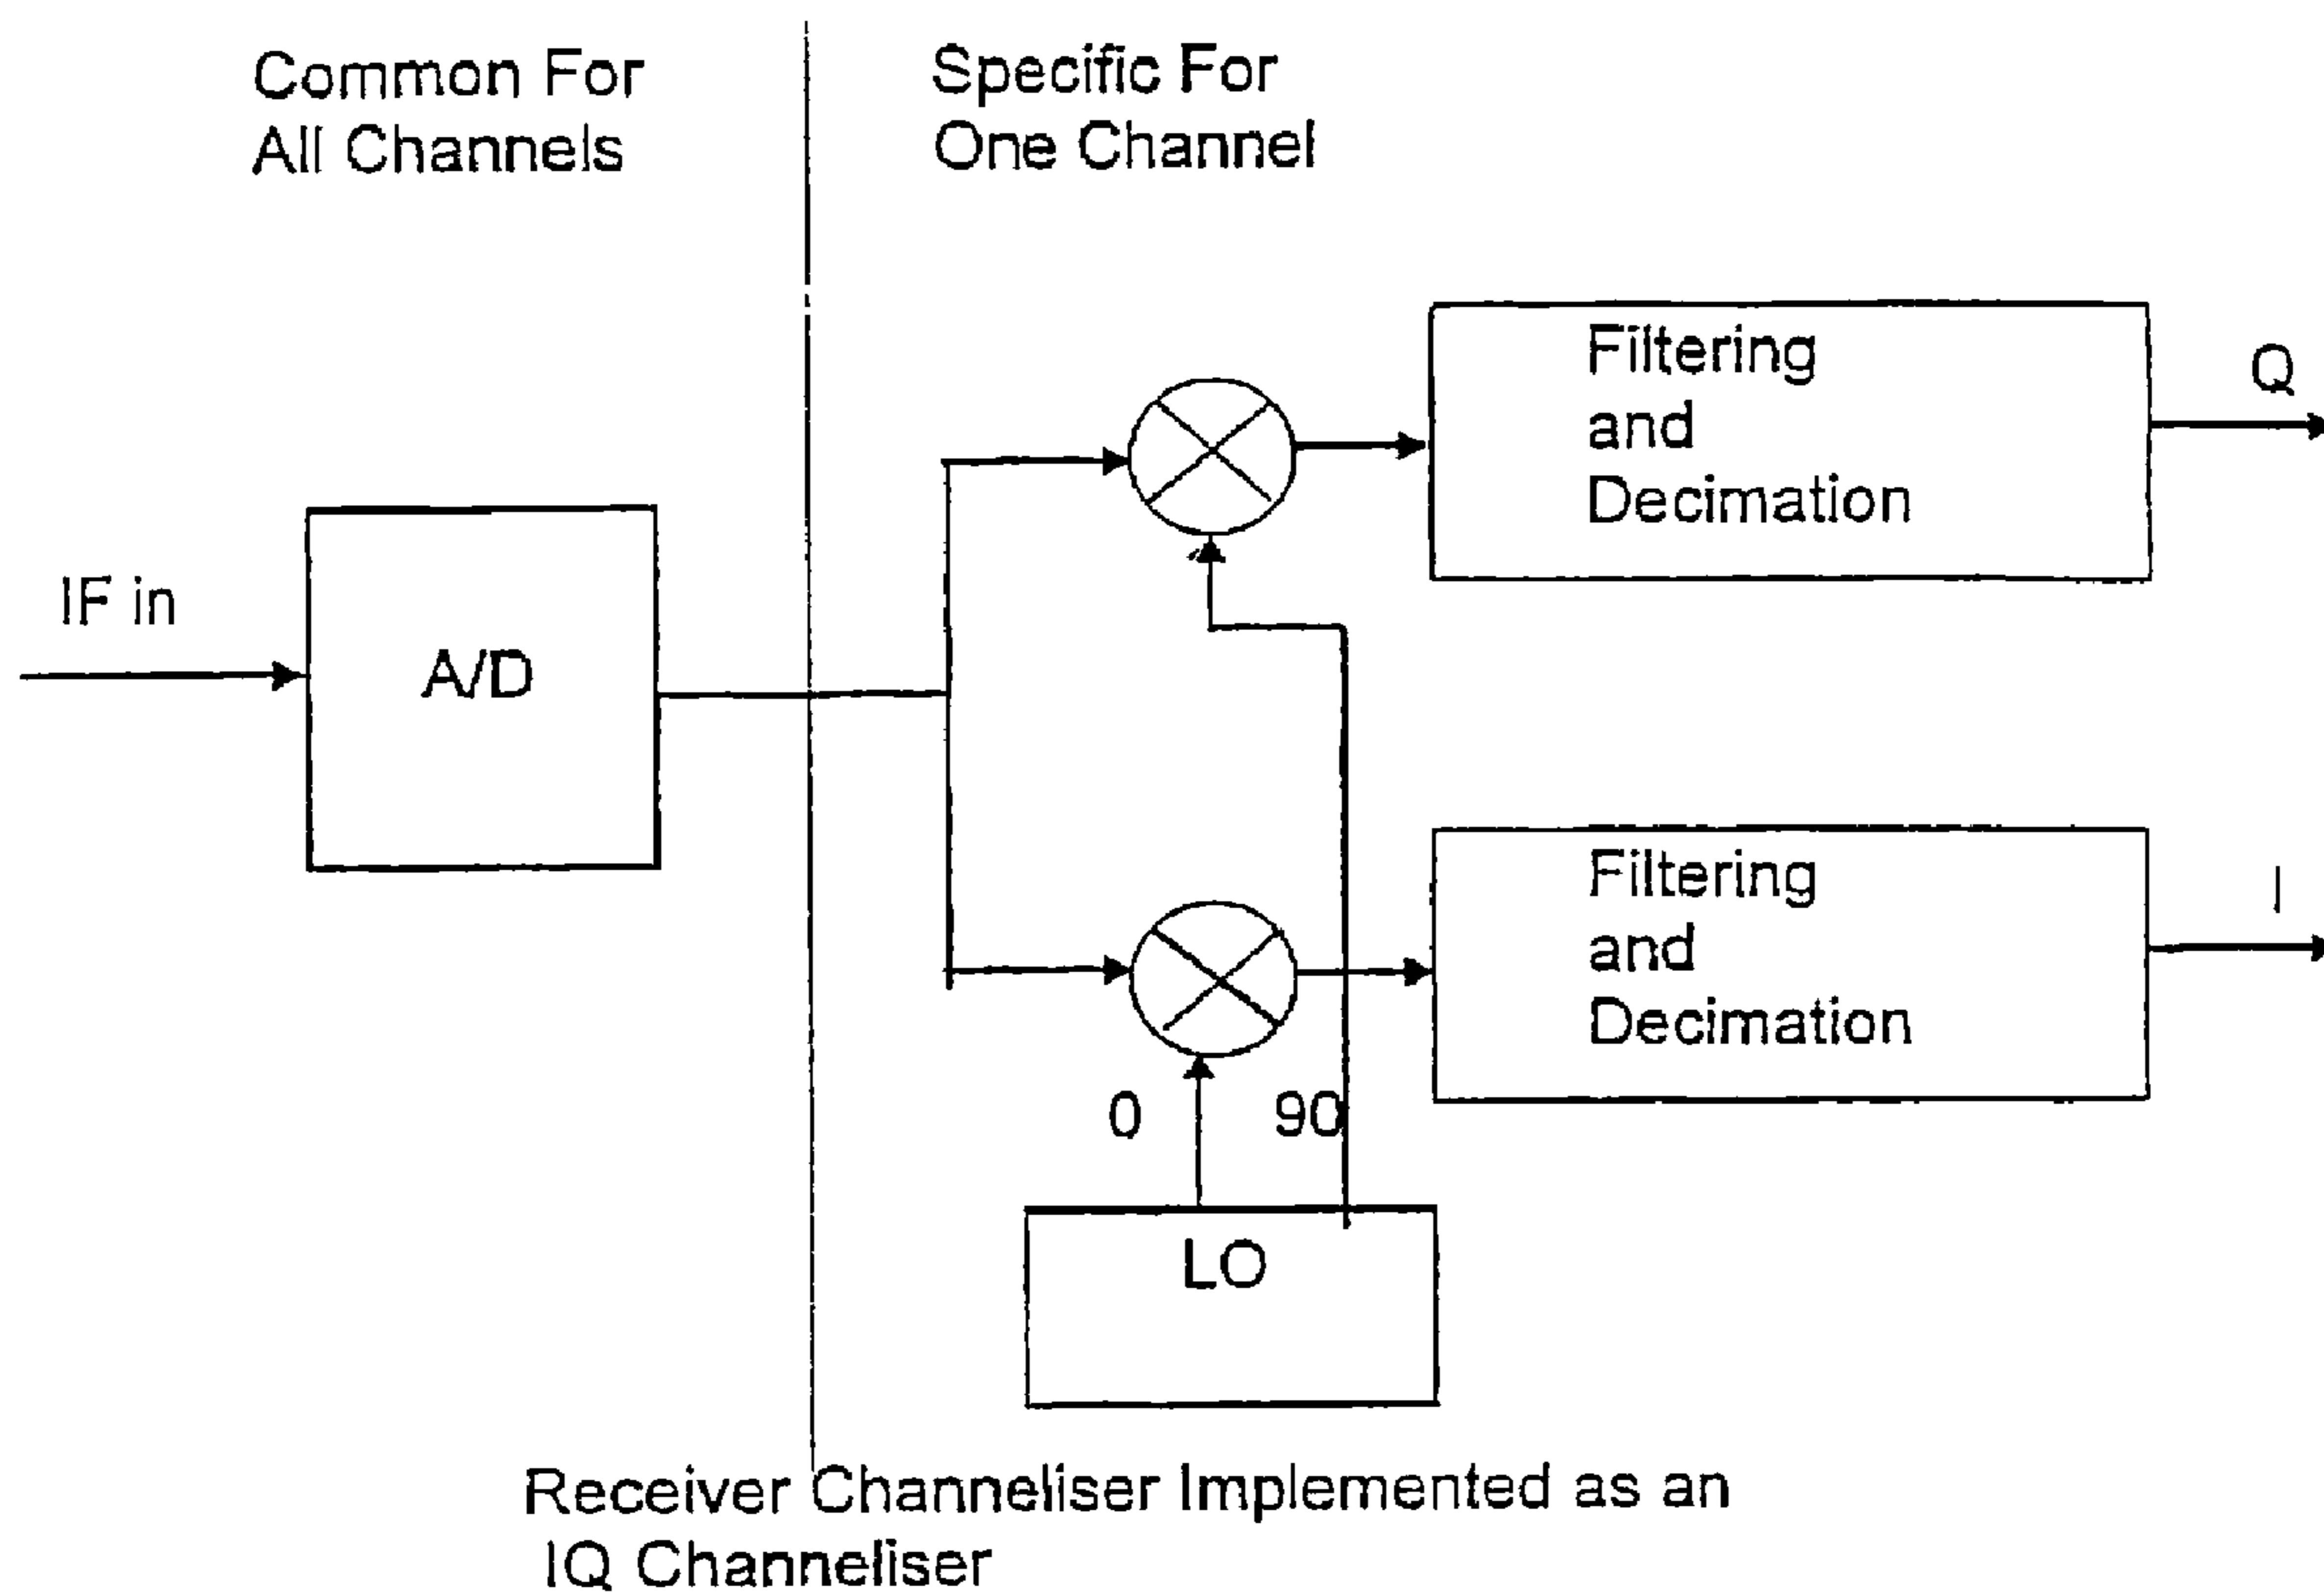 Common For
All Channels
Specific For
One Channel
Filtering
and
Decimation
Q
IF in
A/D
Filtering
and
Decimation
I
0
90
LO
Receiver Channeliser Implemented as an
IQ Channeliser